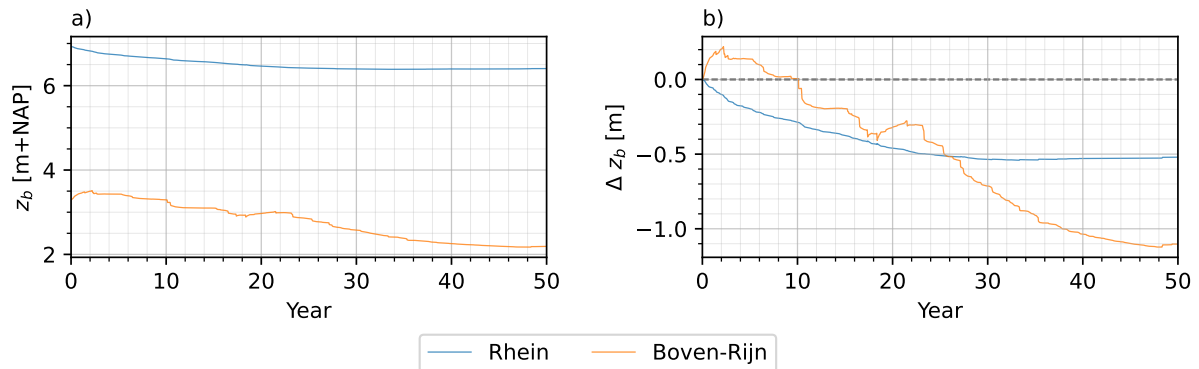 a)
6
4
2
z_b [m+NAP]
0 10 20 30 40 50
Year
b)
0.0
−0.5
−1.0
Δ z_b [m]
0 10 20 30 40 50
Year
Rhein Boven-Rijn